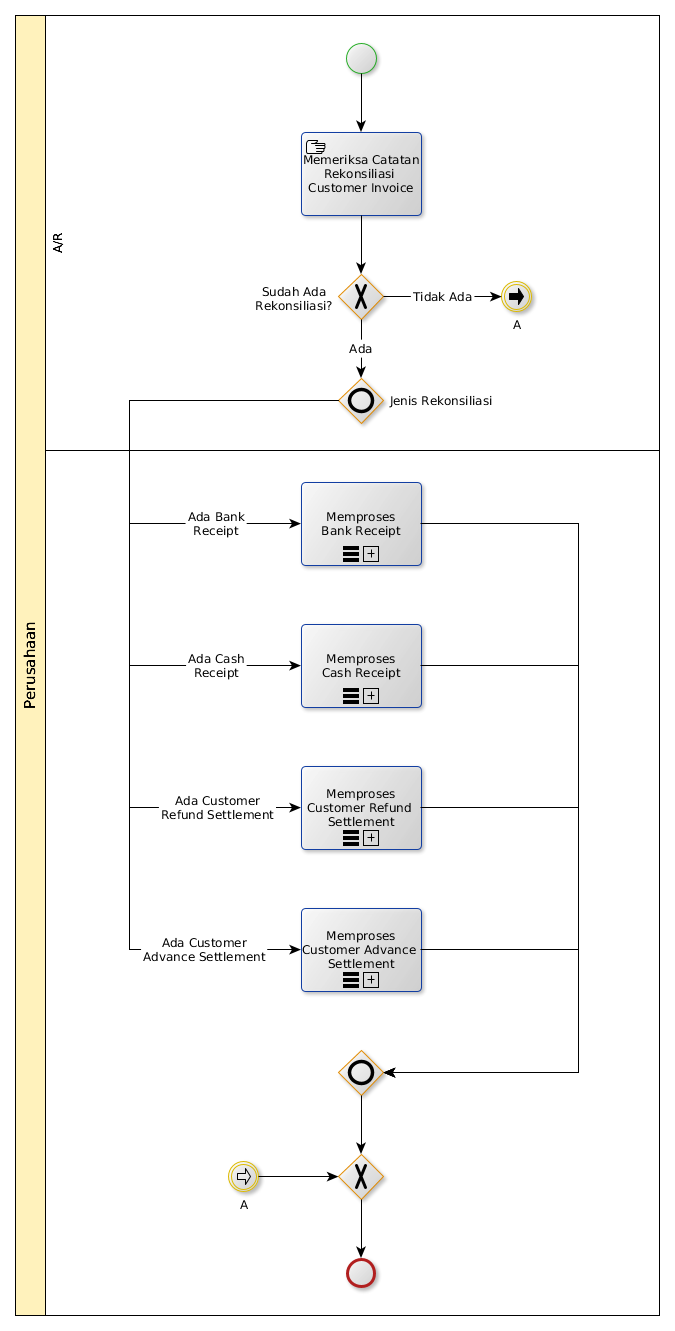 Perusahaan
A/R
Memeriksa Catatan
Rekonsiliasi
Customer Invoice
Sudah Ada
Rekonsiliasi?
Tidak Ada
A
Ada
Jenis Rekonsiliasi
Ada Bank
Receipt
Memproses
Bank Receipt
Ada Cash
Receipt
Memproses
Cash Receipt
Ada Customer
Refund Settlement
Memproses
Customer Refund
Settlement
Ada Customer
Advance Settlement
Memproses
Customer Advance
Settlement
A